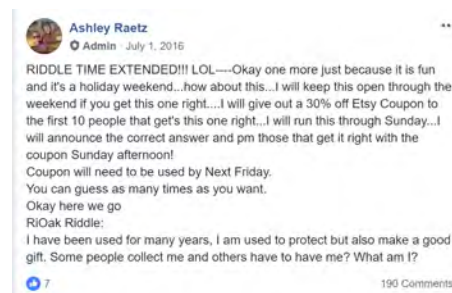 Ashley Raetz
Admin · July 1, 2016
RIDDLE TIME EXTENDED!!! LOL----Okay one more just because it is fun
and it's a holiday weekend...how about this...I will keep this open through the
weekend if you get this one right....I will give out a 30% off Etsy Coupon to
the first 10 people that get's this one right...I will run this through Sunday...I
will announce the correct answer and pm those that get it right with the
coupon Sunday afternoon!
Coupon will need to be used by Next Friday.
You can guess as many times as you want.
Okay here we go
RiOak Riddle:
I have been used for many years, I am used to protect but also make a good
gift. Some people collect me and others have to have me? What am I?
7
190 Comments